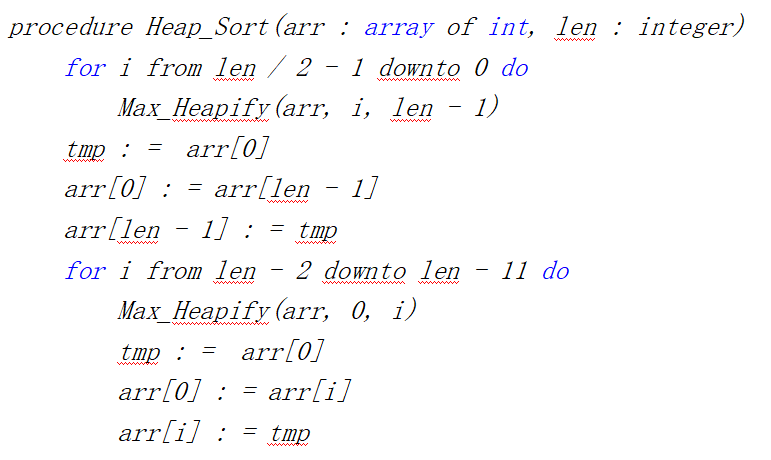 procedure Heap_Sort(arr : array of int, len : integer)
for i from len / 2 - 1 downto 0 do
Max_Heapify(arr, i, len - 1)
tmp : = arr[0]
arr[0] : = arr[len - 1]
arr[len - 1] : = tmp
for i from len - 2 downto len - 11 do
Max_Heapify(arr, 0, i)
tmp : = arr[0]
arr[0] : = arr[i]
arr[i] : = tmp